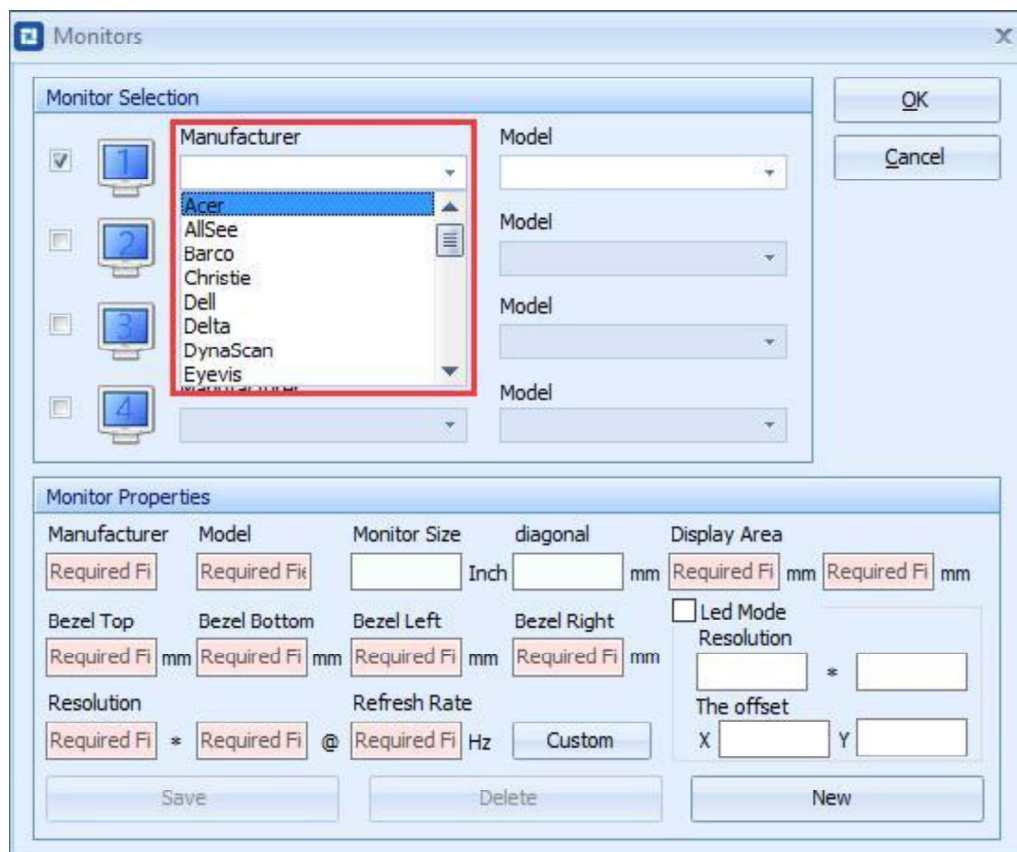 Monitors
Monitor Selection
OK
Cancel
1
Manufacturer
Model
Acer
AllSee
Barco
Christie
Dell
Delta
DynaScan
Eyevis
2
Model
3
Model
4
Manufacturer
Model
Monitor Properties
Manufacturer Model Monitor Size diagonal Display Area
Required Fi Required Fie Inch mm Required Fi mm Required Fi mm
Bezel Top Bezel Bottom Bezel Left Bezel Right Led Mode
Required Fi mm Required Fi mm Required Fi mm Required Fi mm
Resolution
*
Resolution Refresh Rate The offset
Required Fi * Required Fi @ Required Fi Hz Custom X Y
Save Delete New